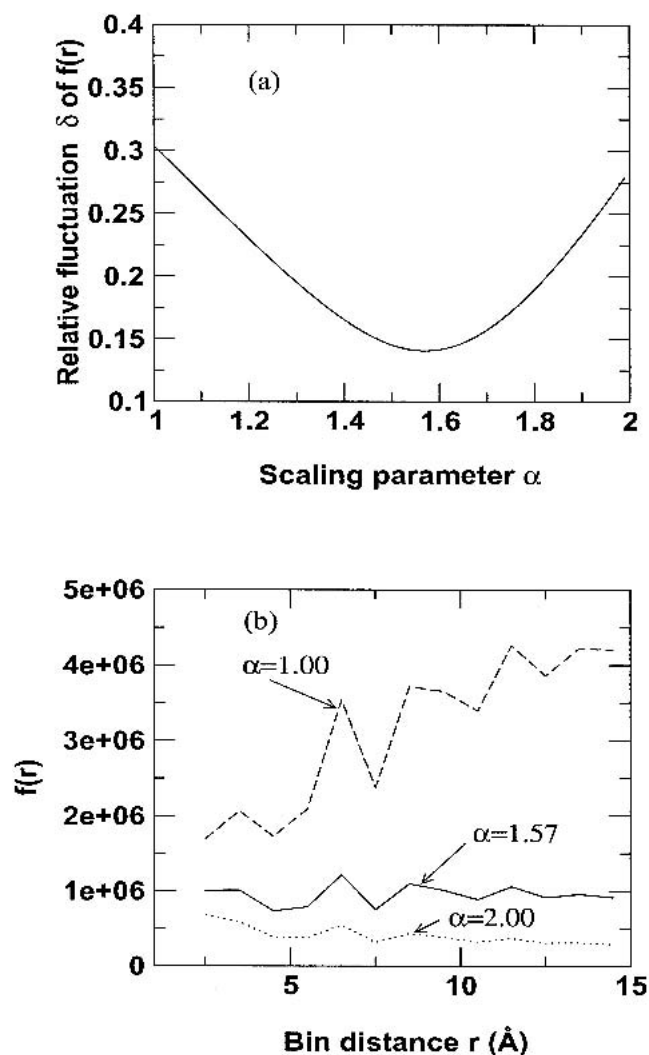 0.4
0.35
0.3
0.25
0.2
0.15
0.1
Relative fluctuation δ of f(r)
(a)
1 1.2 1.4 1.6 1.8 2
Scaling parameter α
5e+06
4e+06
3e+06
2e+06
1e+06
0
f(r)
(b)
α=1.00
α=1.57
α=2.00
5 10 15
Bin distance r (Å)